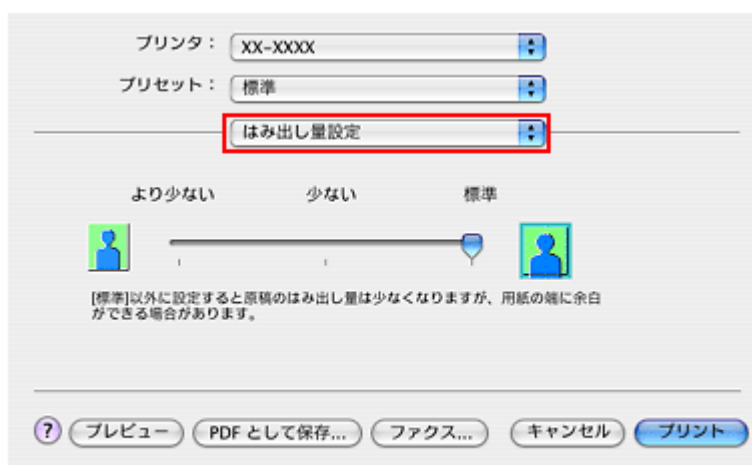 プリンタ： XX-XXXX
プリセット： 標準
はみ出し量設定
より少ない 少ない 標準
[標準]以外に設定すると原稿のはみ出し量は少なくなりますが、用紙の端に余白
ができる場合があります。
? プレビュー PDF として保存... ファクス... キャンセル プリント